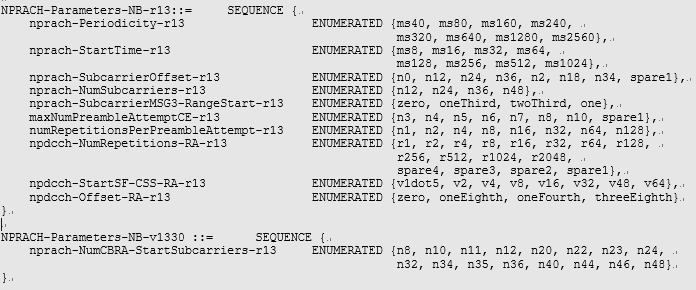 NPRACH-Parameters-NB-r13::= SEQUENCE {
nprach-Periodicity-r13 ENUMERATED {ms40, ms80, ms160, ms240,
ms320, ms640, ms1280, ms2560},
nprach-StartTime-r13 ENUMERATED {ms8, ms16, ms32, ms64,
ms128, ms256, ms512, ms1024},
nprach-SubcarrierOffset-r13 ENUMERATED {n0, n12, n24, n36, n2, n18, n34, spare1},
nprach-NumSubcarriers-r13 ENUMERATED {n12, n24, n36, n48},
nprach-SubcarrierMSG3-RangeStart-r13 ENUMERATED {zero, oneThird, twoThird, one},
maxNumPreambleAttemptCE-r13 ENUMERATED {n3, n4, n5, n6, n7, n8, n10, spare1},
numRepetitionsPerPreambleAttempt-r13 ENUMERATED {n1, n2, n4, n8, n16, n32, n64, n128},
npdcch-NumRepetitions-RA-r13 ENUMERATED {r1, r2, r4, r8, r16, r32, r64, r128,
r256, r512, r1024, r2048,
spare4, spare3, spare2, spare1},
npdcch-StartSF-CSS-RA-r13 ENUMERATED {v1dot5, v2, v4, v8, v16, v32, v48, v64},
npdcch-Offset-RA-r13 ENUMERATED {zero, oneEighth, oneFourth, threeEighth}
}
NPRACH-Parameters-NB-v1330 ::= SEQUENCE {
nprach-NumCBRA-StartSubcarriers-r13 ENUMERATED {n8, n10, n11, n12, n20, n22, n23, n24,
n32, n34, n35, n36, n40, n44, n46, n48}
}